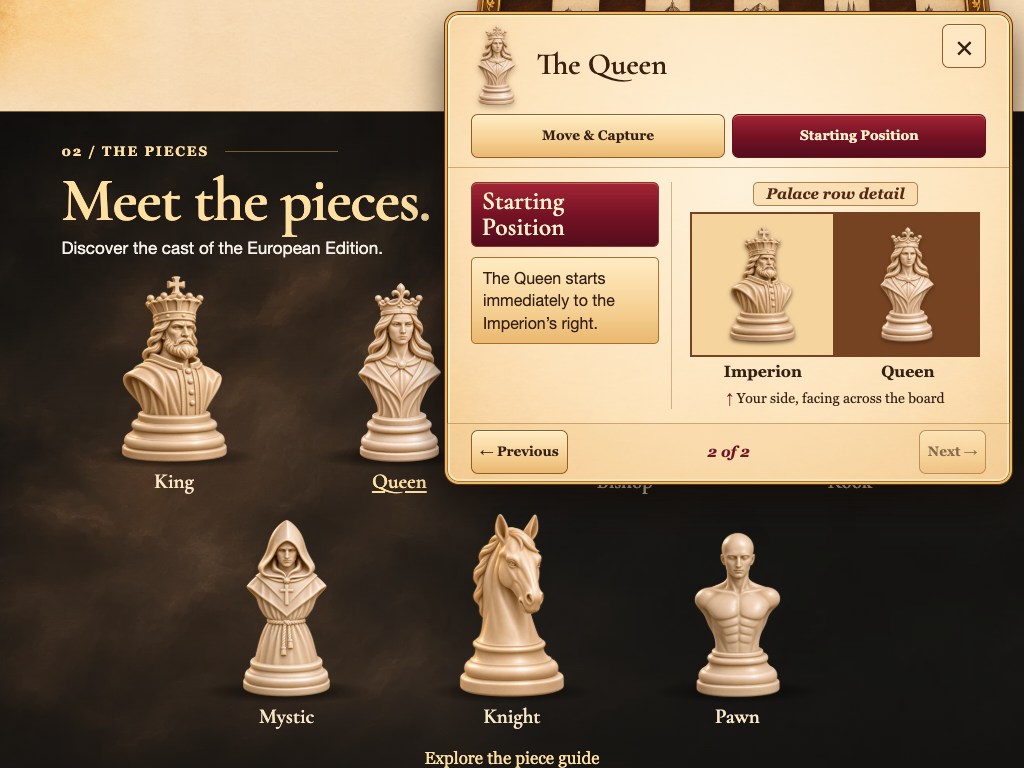 The Queen
×
Move & Capture
Starting Position
02 / THE PIECES
Meet the pieces.
Discover the cast of the European Edition.
Starting
Position
The Queen starts
immediately to the
Imperion's right.
Palace row detail
Imperion
Queen
↑ Your side, facing across the board
← Previous
2 of 2
Next →
King
Queen
Bishop
Rook
Mystic
Knight
Pawn
Explore the piece guide